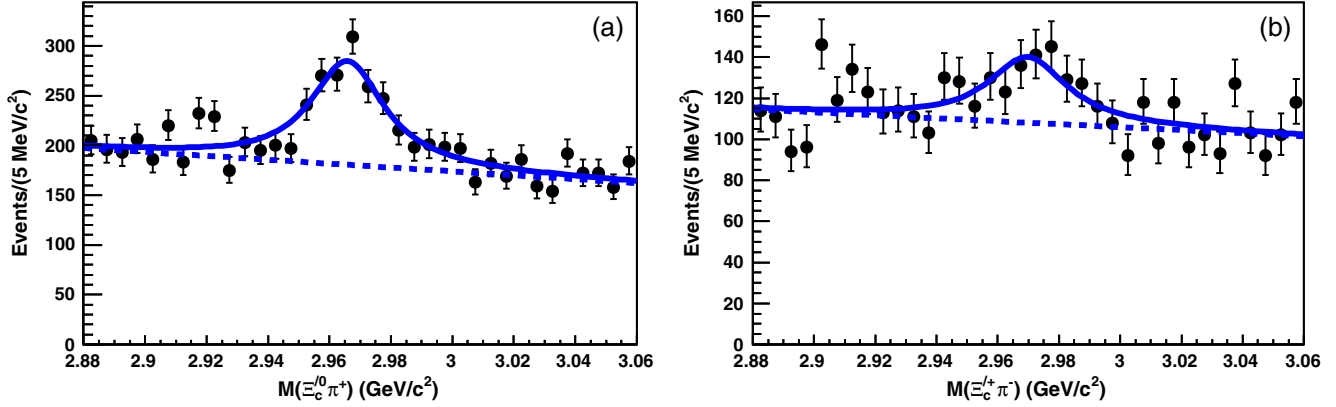 (a)
Events/(5 MeV/c²)
300
250
200
150
100
50
0
2.88 2.9 2.92 2.94 2.96 2.98 3 3.02 3.04 3.06
M(Ξc′⁰π⁺) (GeV/c²)
(b)
Events/(5 MeV/c²)
160
140
120
100
80
60
40
20
0
2.88 2.9 2.92 2.94 2.96 2.98 3 3.02 3.04 3.06
M(Ξc′⁺π⁻) (GeV/c²)